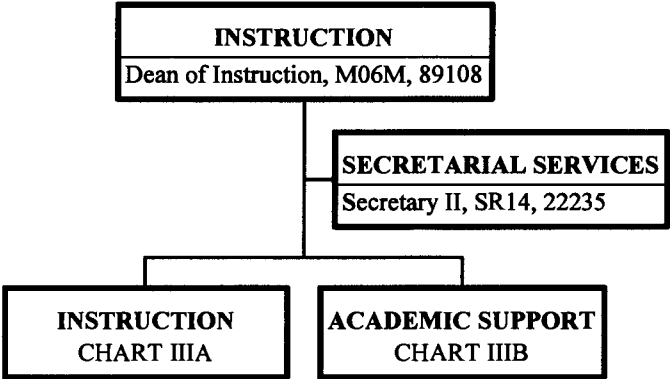 INSTRUCTION
Dean of Instruction, M06M, 89108
SECRETARIAL SERVICES
Secretary II, SR14, 22235
INSTRUCTION
CHART IIIA
ACADEMIC SUPPORT
CHART IIIB